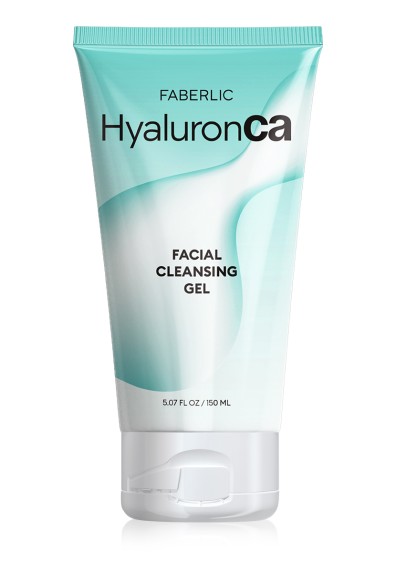 FABERLIC
Hyaluronca
FACIAL
CLEANSING
GEL
5.07 FL OZ / 150 ML